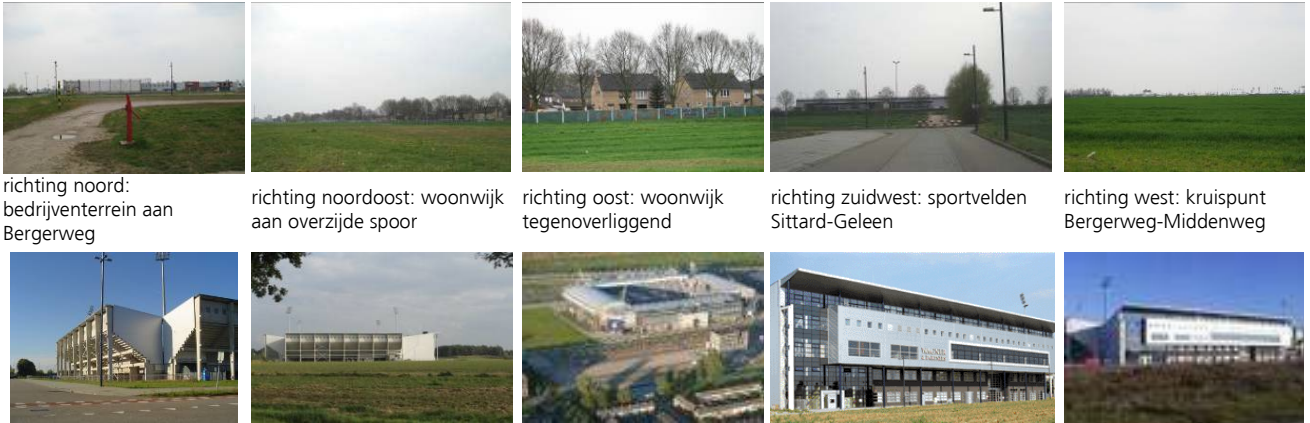 richting noord:
bedrijventerrein aan
Bergerweg
richting noordoost: woonwijk
aan overzijde spoor
richting oost: woonwijk
tegenoverliggend
richting zuidwest: sportvelden
Sittard-Geleen
richting west: kruispunt
Bergerweg-Middenweg